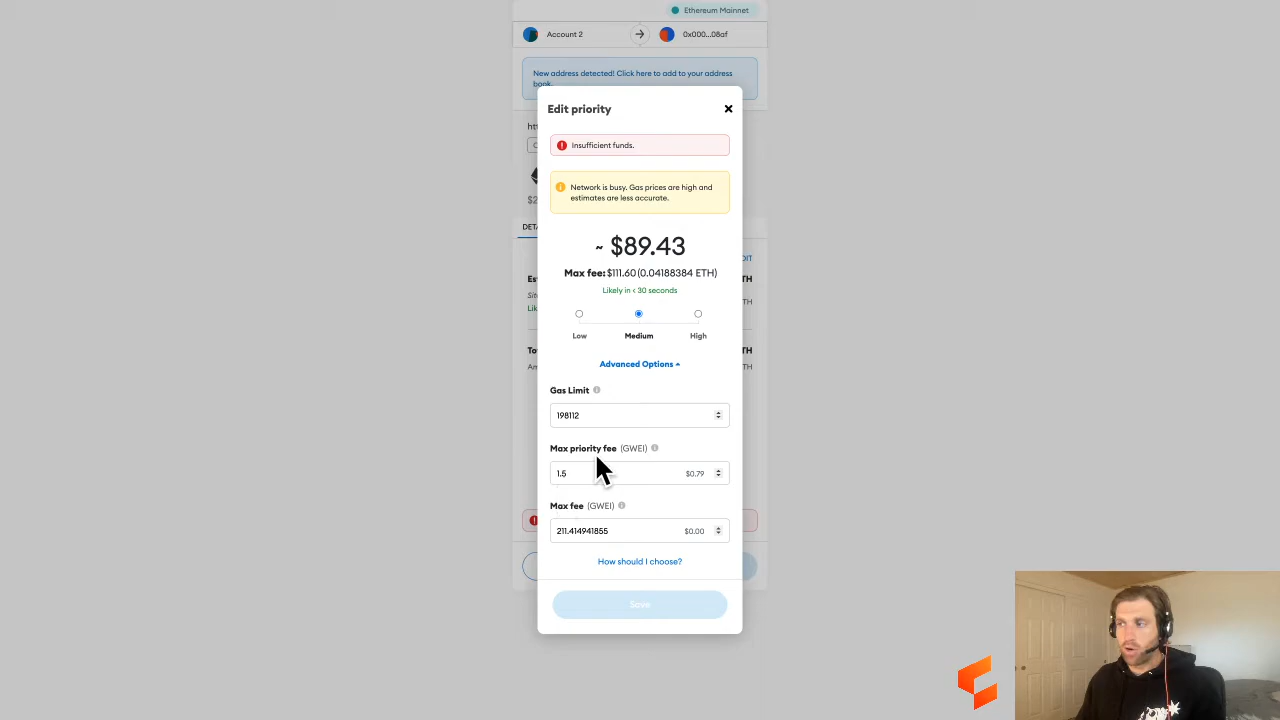 Ethereum Mainnet
Account 2
0x000...08af
New address detected! Click here to add to your address
book.
Edit priority
Insufficient funds.
Network is busy. Gas prices are high and
estimates are less accurate.
~ $89.43
Max fee: $111.60 (0.04188384 ETH)
Likely in < 30 seconds
Low
Medium
High
Advanced Options
Gas Limit
198112
Max priority fee (GWEI)
1.5
$0.79
Max fee (GWEI)
211.414941855
$0.00
How should I choose?
Save